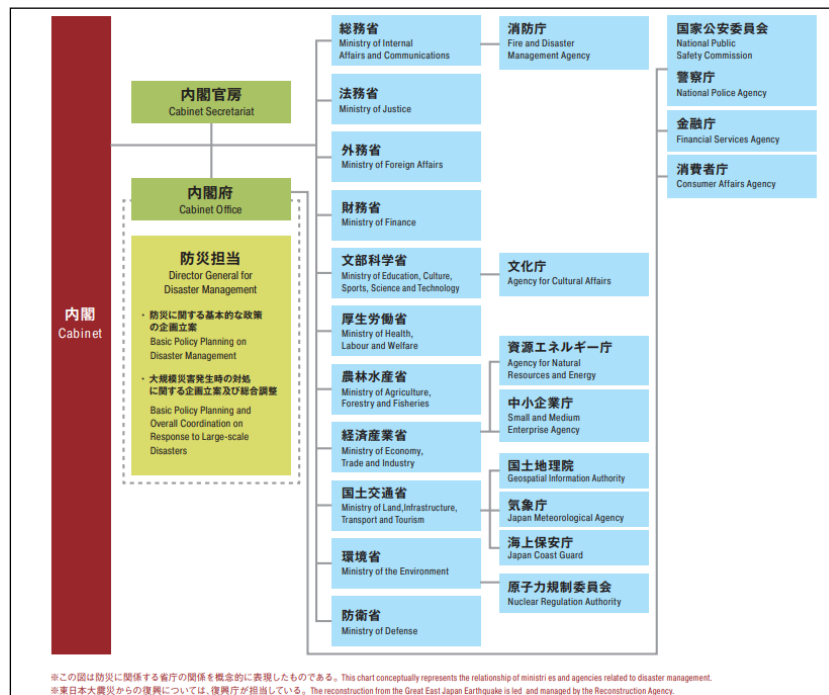 内閣
Cabinet
内閣官房
Cabinet Secretariat
内閣府
Cabinet Office
防災担当
Director General for
Disaster Management
・ 防災に関する基本的な政策
の企画立案
Basic Policy Planning on
Disaster Management
・ 大規模災害発生時の対処
に関する企画立案及び総合調整
Basic Policy Planning and
Overall Coordination on
Response to Large-scale
Disasters
総務省
Ministry of Internal
Affairs and Communications
法務省
Ministry of Justice
外務省
Ministry of Foreign Affairs
財務省
Ministry of Finance
文部科学省
Ministry of Education, Culture,
Sports, Science and Technology
厚生労働省
Ministry of Health,
Labour and Welfare
農林水産省
Ministry of Agriculture,
Forestry and Fisheries
経済産業省
Ministry of Economy,
Trade and Industry
国土交通省
Ministry of Land,Infrastructure,
Transport and Tourism
環境省
Ministry of the Environment
防衛省
Ministry of Defense
消防庁
Fire and Disaster
Management Agency
文化庁
Agency for Cultural Affairs
資源エネルギー庁
Agency for Natural
Resources and Energy
中小企業庁
Small and Medium
Enterprise Agency
国土地理院
Geospatial Information Authority
気象庁
Japan Meteorological Agency
海上保安庁
Japan Coast Guard
原子力規制委員会
Nuclear Regulation Authority
国家公安委員会
National Public
Safety Commission
警察庁
National Police Agency
金融庁
Financial Services Agency
消費者庁
Consumer Affairs Agency
※この図は防災に関係する省庁の関係を概念的に表現したものである。This chart conceptually represents the relationship of ministri es and agencies related to disaster management.
※東日本大震災からの復興については、復興庁が担当している。The reconstruction from the Great East Japan Earthquake is led and managed by the Reconstruction Agency.